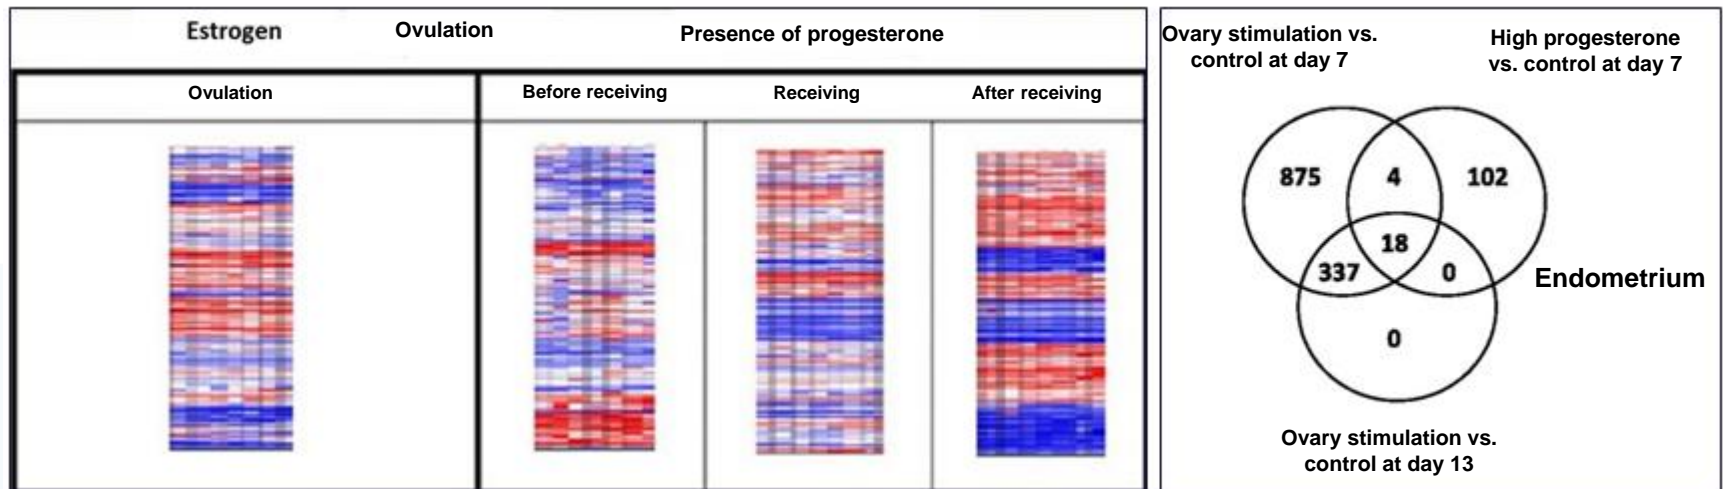 Estrogen
Ovulation
Presence of progesterone
Ovulation
Before receiving
Receiving
After receiving
Ovary stimulation vs.
control at day 7
High progesterone
vs. control at day 7
875
4
102
18
337
0
Endometrium
0
Ovary stimulation vs.
control at day 13